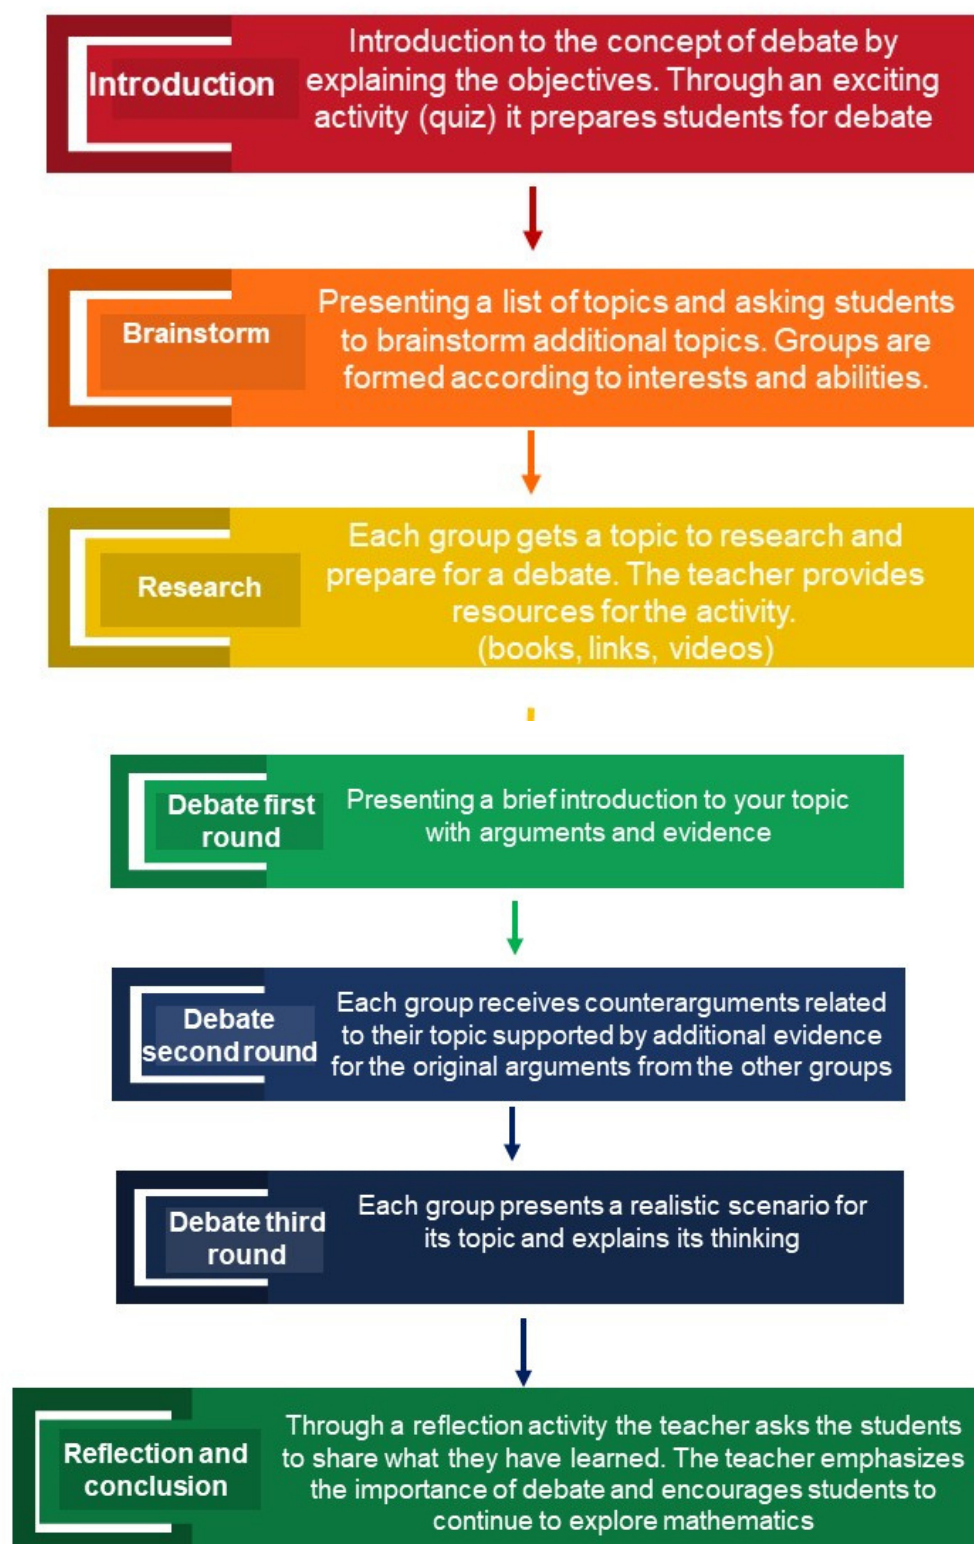 Introduction
Introduction to the concept of debate by
explaining the objectives. Through an exciting
activity (quiz) it prepares students for debate
Brainstorm
Presenting a list of topics and asking students
to brainstorm additional topics. Groups are
formed according to interests and abilities.
Research
Each group gets a topic to research and
prepare for a debate. The teacher provides
resources for the activity.
(books, links, videos)
Debate first
round
Presenting a brief introduction to your topic
with arguments and evidence
Debate
second round
Each group receives counterarguments related
to their topic supported by additional evidence
for the original arguments from the other groups
Debate third
round
Each group presents a realistic scenario for
its topic and explains its thinking
Reflection and
conclusion
Through a reflection activity the teacher asks the students
to share what they have learned. The teacher emphasizes
the importance of debate and encourages students to
continue to explore mathematics